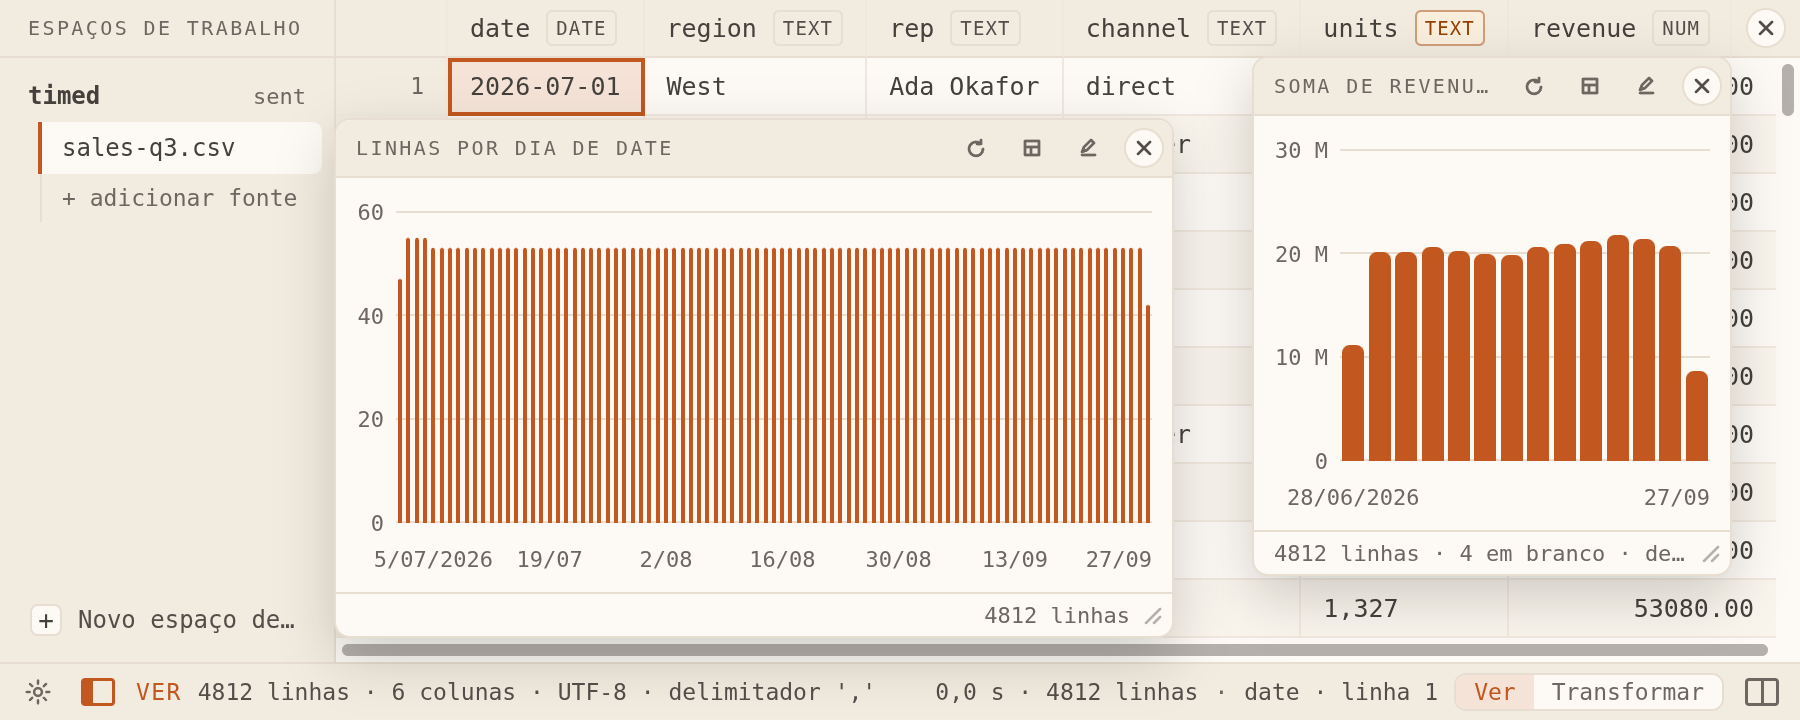 ESPAÇOS DE TRABALHO
date DATE region TEXT rep TEXT channel TEXT units TEXT revenue NUM
timed sent
sales-q3.csv
+ adicionar fonte
+ Novo espaço de…
1 2026-07-01 West Ada Okafor direct
LINHAS POR DIA DE DATE
60
40
20
0
5/07/2026 19/07 2/08 16/08 30/08 13/09 27/09
4812 linhas
SOMA DE REVENU…
30 M
20 M
10 M
0
28/06/2026 27/09
4812 linhas · 4 em branco · de…
1,327 53080.00
VER 4812 linhas · 6 columns · UTF-8 · delimitador ',' 0,0 s · 4812 linhas · date · linha 1 Ver Transformar